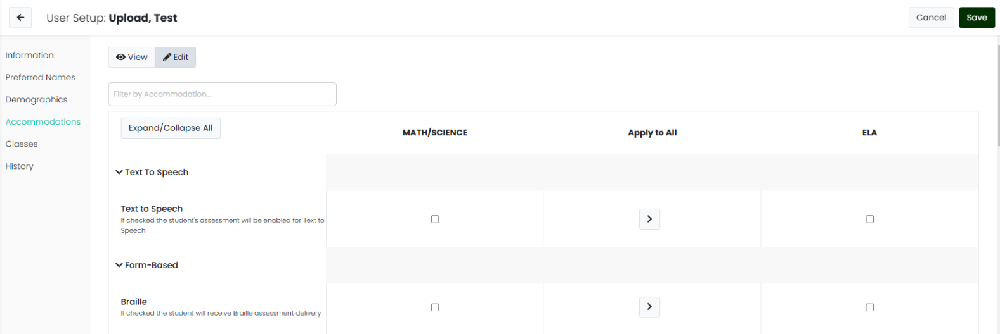 User Setup: Upload, Test
Cancel
Save
Information
Preferred Names
Demographics
Accommodations
Classes
History
View
Edit
Filter by Accommodation...
Expand/Collapse All
MATH/SCIENCE
Apply to All
ELA
Text To Speech
Text to Speech
If checked the student's assessment will be enabled for Text to
Speech
Form-Based
Braille
If checked the student will receive Braille assessment delivery